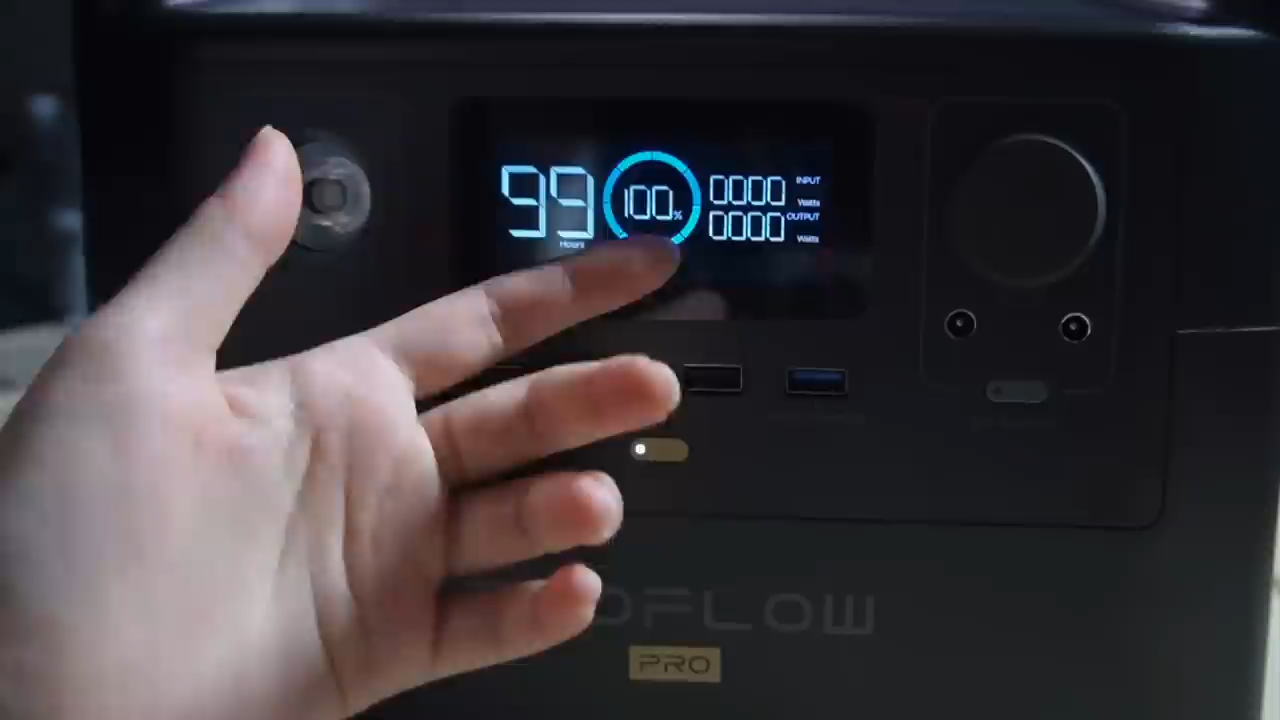 99
Hours
100%
0000 INPUT
Watts
0000 OUTPUT
Watts
OFLOW
PRO